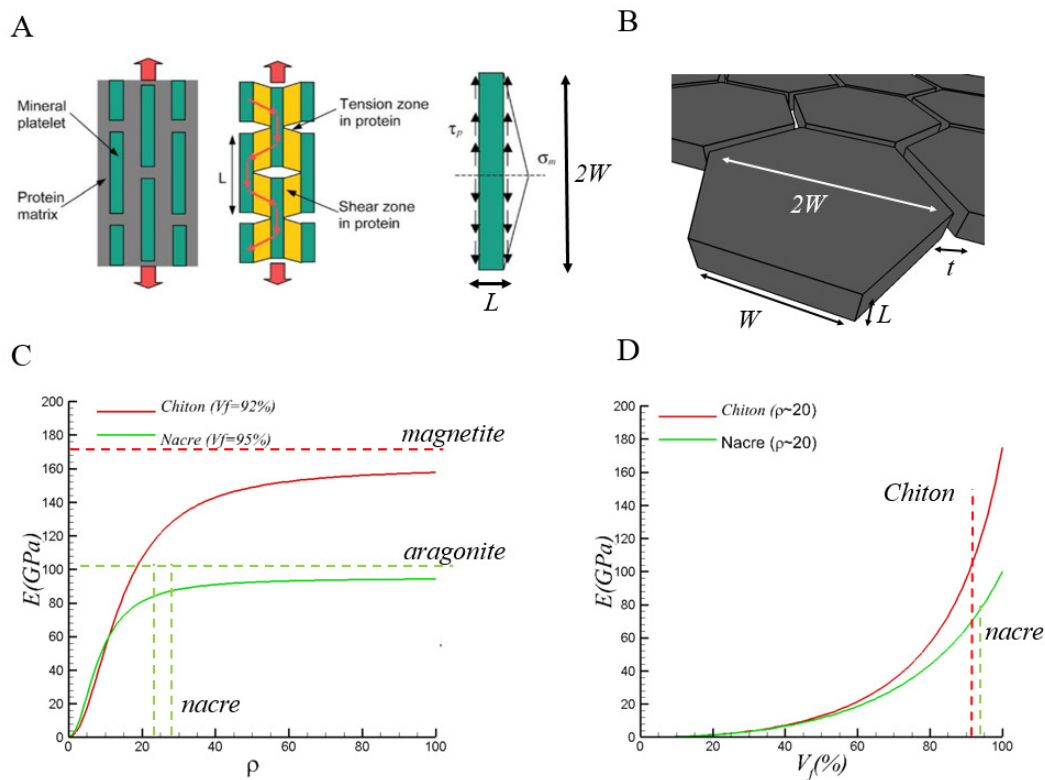 A
Mineral
platelet
Protein
matrix
L
Tension zone
in protein
Shear zone
in protein
τp
σm
2W
L
B
2W
t
W
L
C
Chiton (Vf=92%)
Nacre (Vf=95%)
magnetite
aragonite
nacre
E(GPa)
200
180
160
140
120
100
80
60
40
20
0
0 20 40 60 80 100
ρ
D
Chiton (ρ~20)
Nacre (ρ~20)
Chiton
nacre
E(GPa)
200
180
160
140
120
100
80
60
40
20
0
0 20 40 60 80 100
Vf(%)